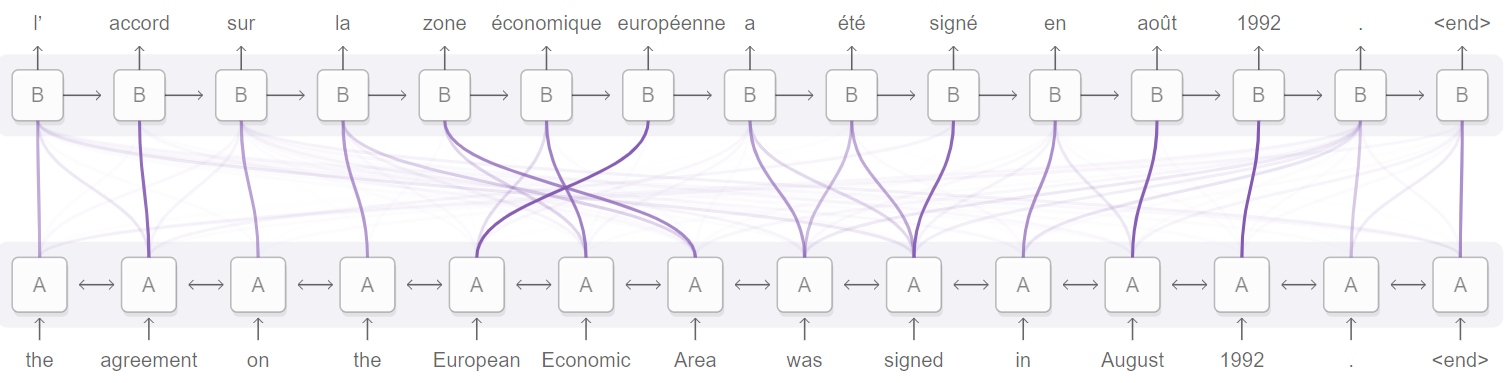 l’ accord sur la zone économique européenne a été signé en août 1992 . <end>
B B B B B B B B B B B B B B B
A A A A A A A A A A A A A A
the agreement on the European Economic Area was signed in August 1992 . <end>